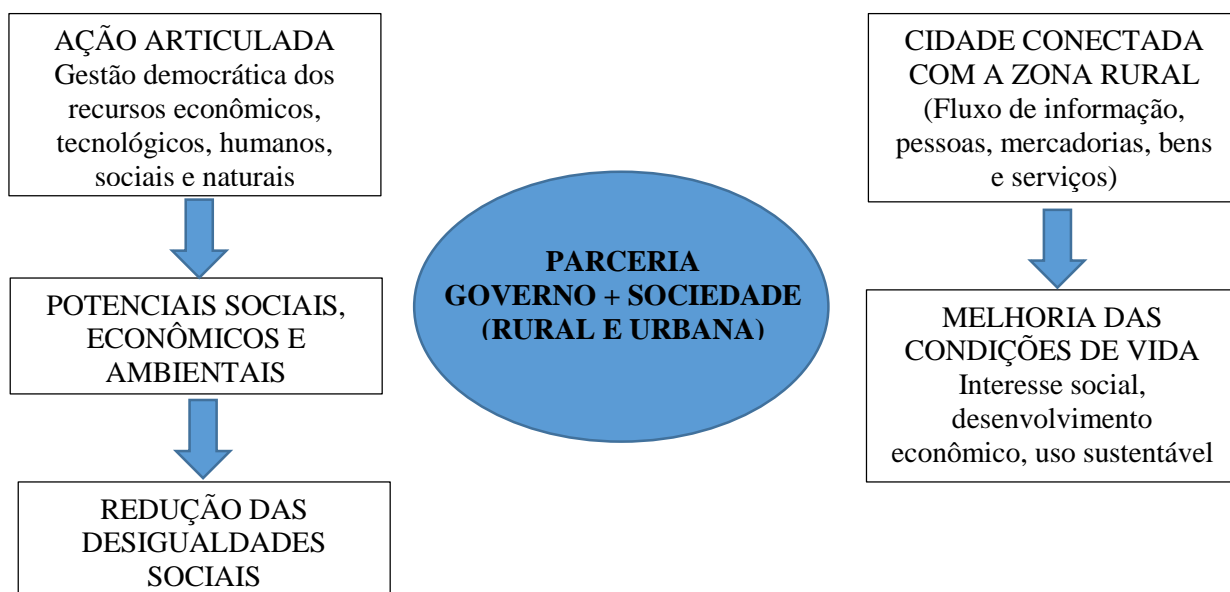 AÇÃO ARTICULADA
Gestão democrática dos
recursos econômicos,
tecnológicos, humanos,
sociais e naturais
POTENCIAIS SOCIAIS,
ECONÔMICOS E
AMBIENTAIS
REDUÇÃO DAS
DESIGUALDADES
SOCIAIS
PARCERIA
GOVERNO + SOCIEDADE
(RURAL E URBANA)
CIDADE CONECTADA
COM A ZONA RURAL
(Fluxo de informação,
pessoas, mercadorias, bens
e serviços)
MELHORIA DAS
CONDIÇÕES DE VIDA
Interesse social,
desenvolvimento
econômico, uso sustentável